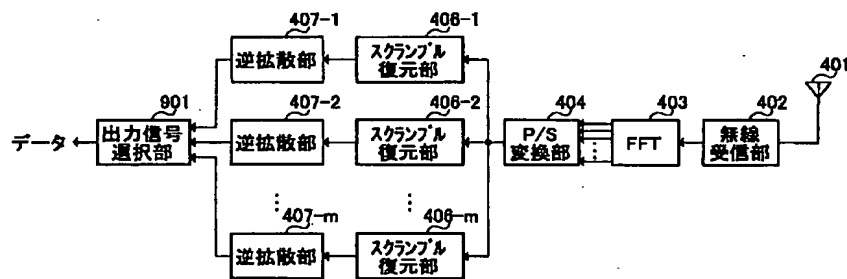 407-1
406-1
逆拡散部
スクランブル
復元部
401
901
407-2
406-2
404
403
402
データ
出力信号
選択部
逆拡散部
スクランブル
復元部
P/S
変換部
FFT
無線
受信部
407-m
406-m
逆拡散部
スクランブル
復元部